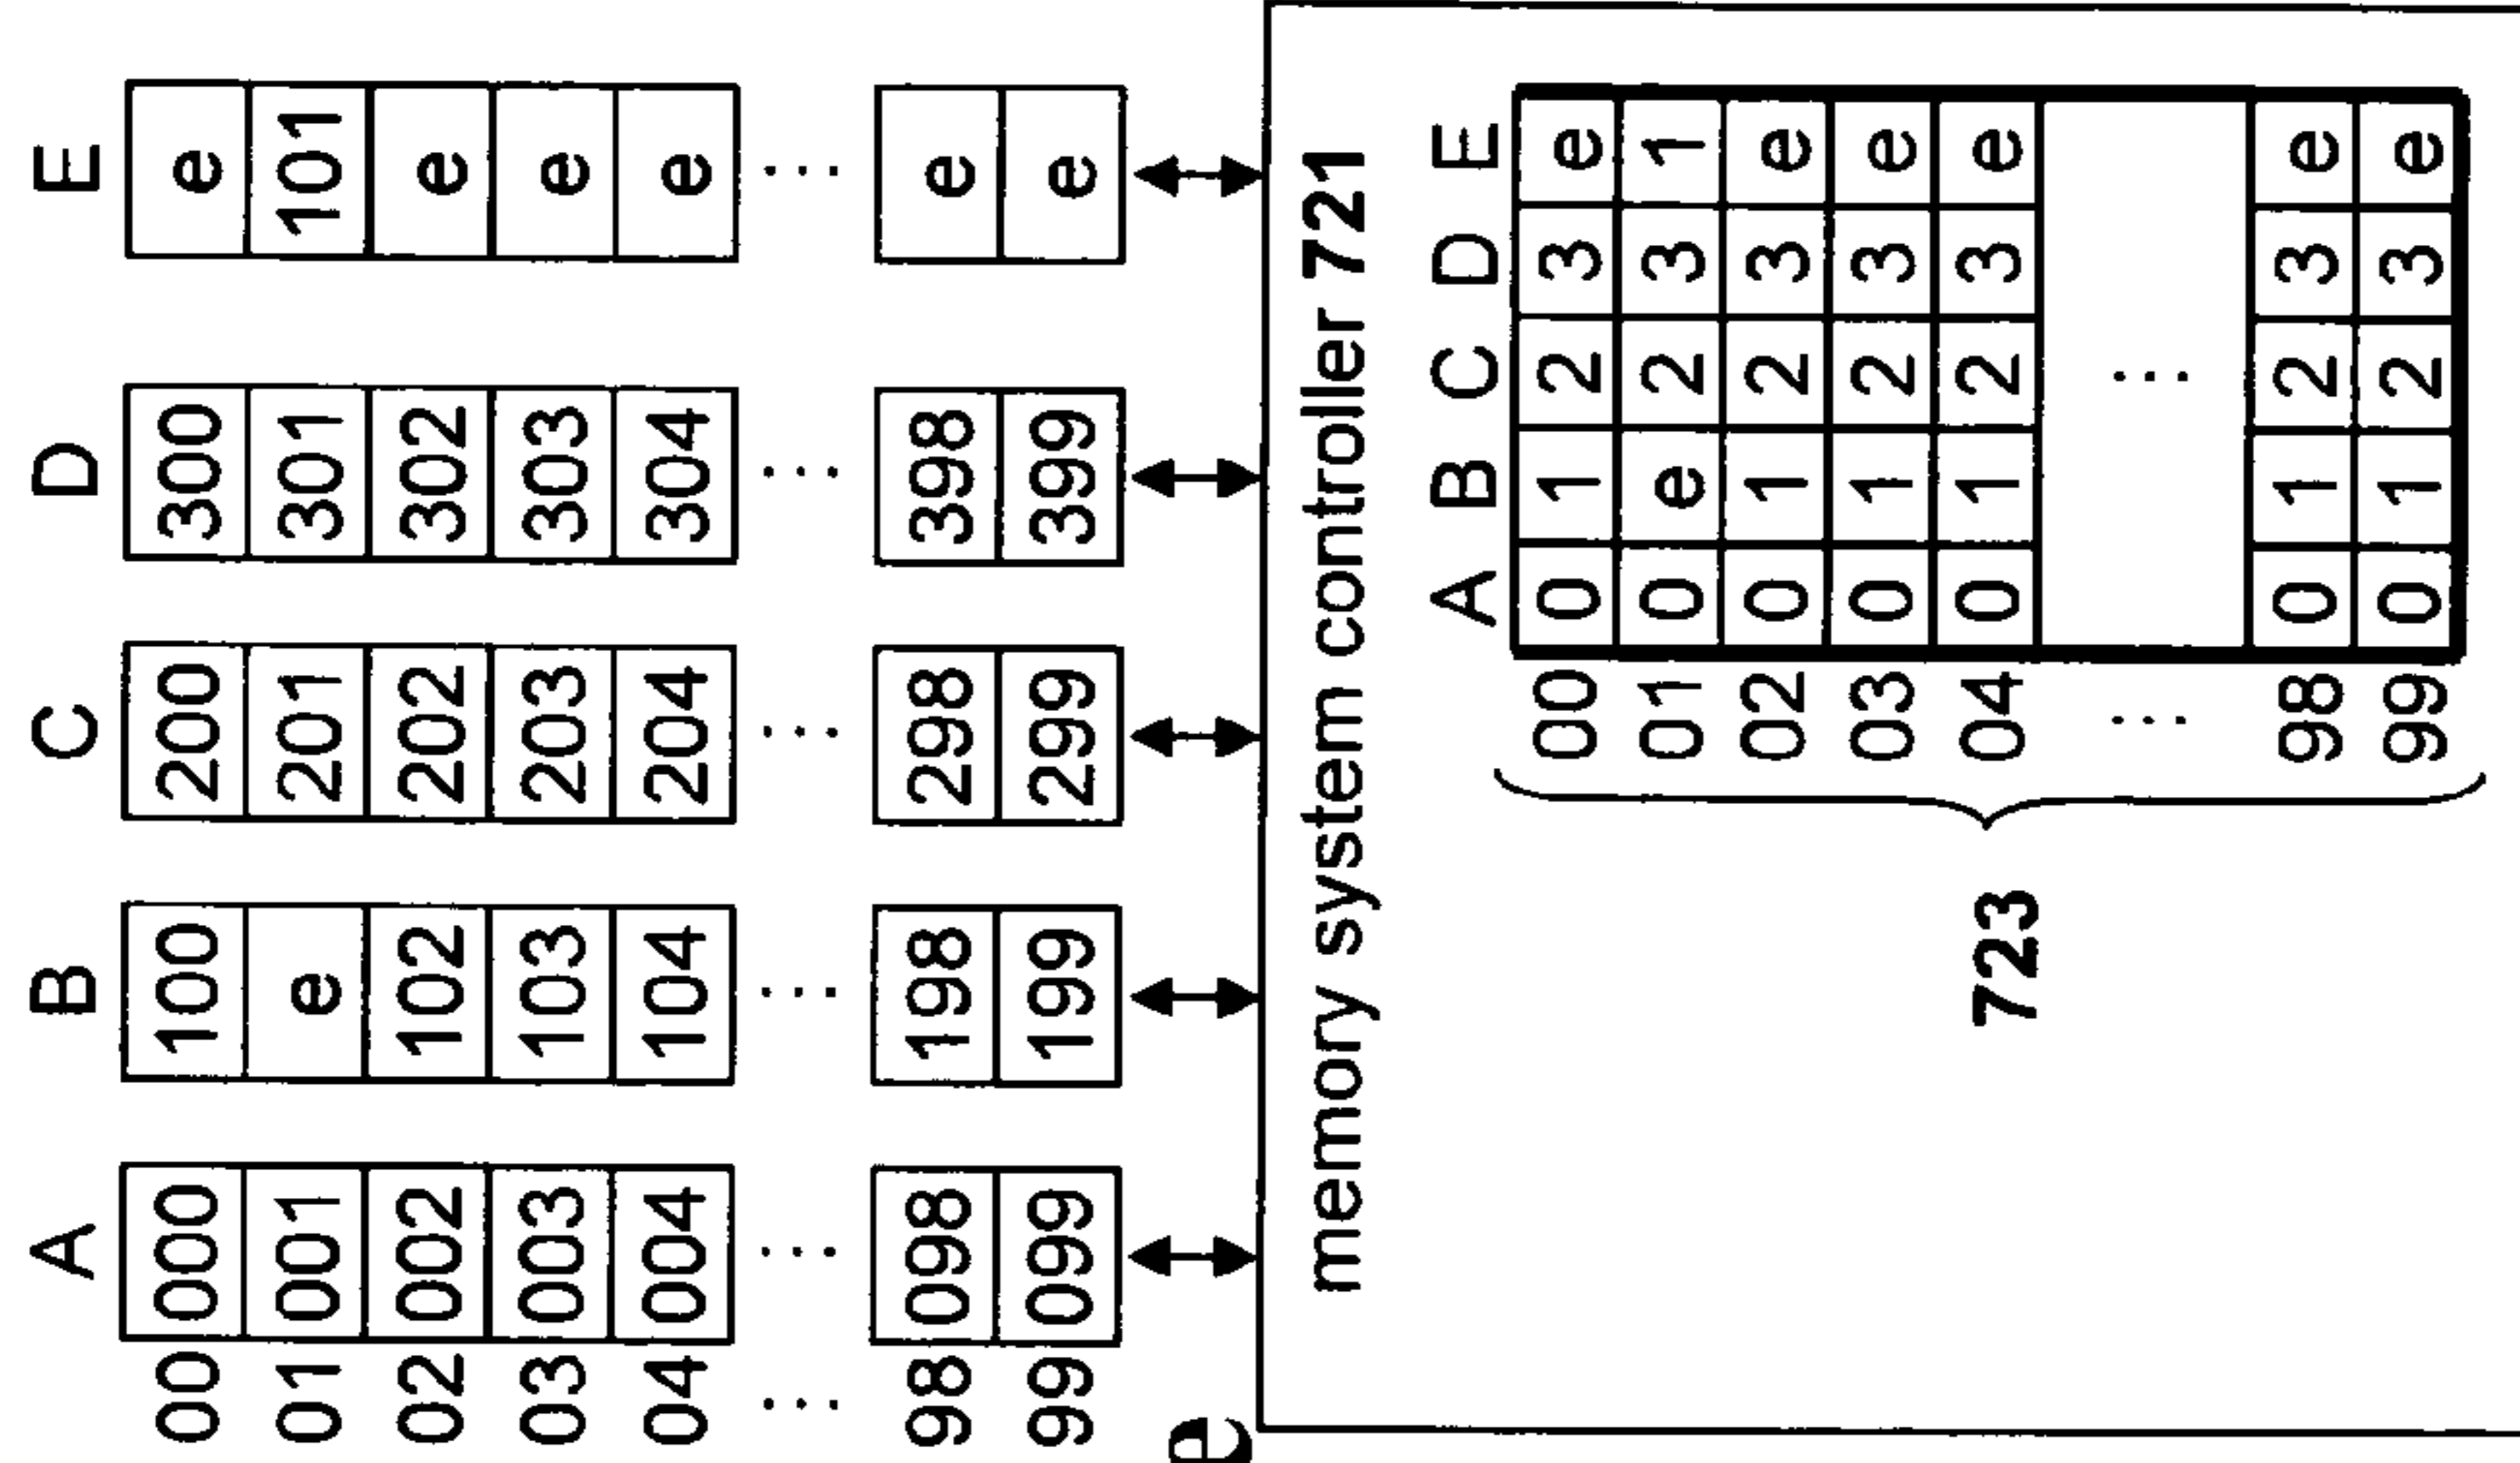 A B C D E
00 000 100 200 300 e
01 001 e 201 301 101
02 002 102 202 302 e
03 003 103 203 303 e
04 004 104 204 304 e
... ... ... ... ... ...
98 098 198 298 398 e
99 099 199 299 399 e
e
memory system controller 721
A B C D E
00 0 1 2 3 e
01 0 e 2 3 1
02 0 1 2 3 e
03 0 1 2 3 e
04 0 1 2 3 e
723 ... ...
98 0 1 2 3 e
99 0 1 2 3 e